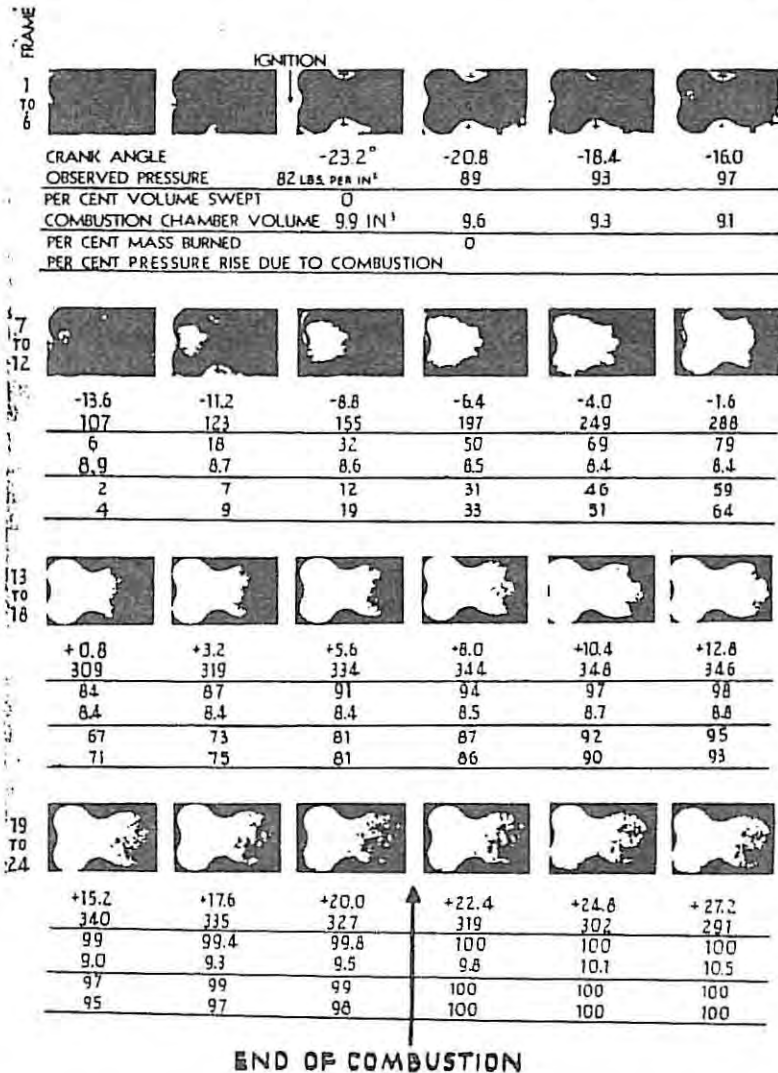 FRAME
IGNITION
1 TO 6
CRANK ANGLE -23.2° -20.8 -18.4 -16.0
OBSERVED PRESSURE 82 LBS. PER IN² 89 93 97
PER CENT VOLUME SWEPT 0
COMBUSTION CHAMBER VOLUME 9.9 IN³ 9.6 9.3 9.1
PER CENT MASS BURNED 0
PER CENT PRESSURE RISE DUE TO COMBUSTION
7 TO 12
-13.6 -11.2 -8.8 -6.4 -4.0 -1.6
107 123 155 197 249 288
6 18 32 50 69 79
8.9 8.7 8.6 8.5 8.4 8.4
2 7 12 31 46 59
4 9 19 33 51 64
13 TO 18
+0.8 +3.2 +5.6 +8.0 +10.4 +12.8
309 319 334 344 348 346
84 87 91 94 97 98
8.4 8.4 8.4 8.5 8.7 8.8
67 73 81 87 92 95
71 75 81 86 90 93
19 TO 24
+15.2 +17.6 +20.0 +22.4 +24.8 +27.2
340 335 327 319 302 291
99 99.4 99.8 100 100 100
9.0 9.3 9.5 9.8 10.1 10.5
97 99 99 100 100 100
95 97 98 100 100 100
END OF COMBUSTION